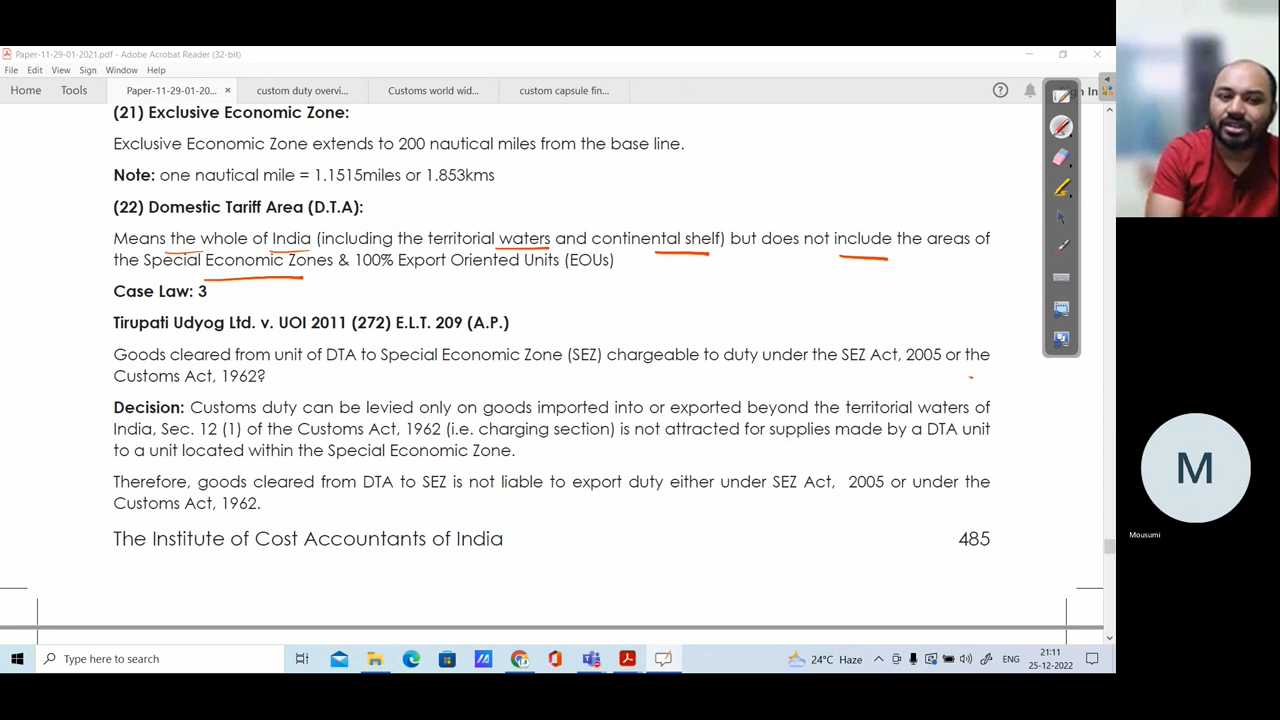 Paper-11-29-01-2021.pdf - Adobe Acrobat Reader (32-bit)
File Edit View Sign Window Help
Home Tools Paper-11-29-01-20... × custom duty overvi... Customs world wid... custom capsule fin... Sign In
(21) Exclusive Economic Zone:
Exclusive Economic Zone extends to 200 nautical miles from the base line.
Note: one nautical mile = 1.1515miles or 1.853kms
(22) Domestic Tariff Area (D.T.A):
Means the whole of India (including the territorial waters and continental shelf) but does not include the areas of
the Special Economic Zones & 100% Export Oriented Units (EOUs)
Case Law: 3
Tirupati Udyog Ltd. v. UOI 2011 (272) E.L.T. 209 (A.P.)
Goods cleared from unit of DTA to Special Economic Zone (SEZ) chargeable to duty under the SEZ Act, 2005 or the
Customs Act, 1962?
Decision: Customs duty can be levied only on goods imported into or exported beyond the territorial waters of
India, Sec. 12 (1) of the Customs Act, 1962 (i.e. charging section) is not attracted for supplies made by a DTA unit
to a unit located within the Special Economic Zone.
Therefore, goods cleared from DTA to SEZ is not liable to export duty either under SEZ Act, 2005 or under the
Customs Act, 1962.
The Institute of Cost Accountants of India 485
M
Mousumi
Type here to search
24°C Haze
ENG
21:11
25-12-2022